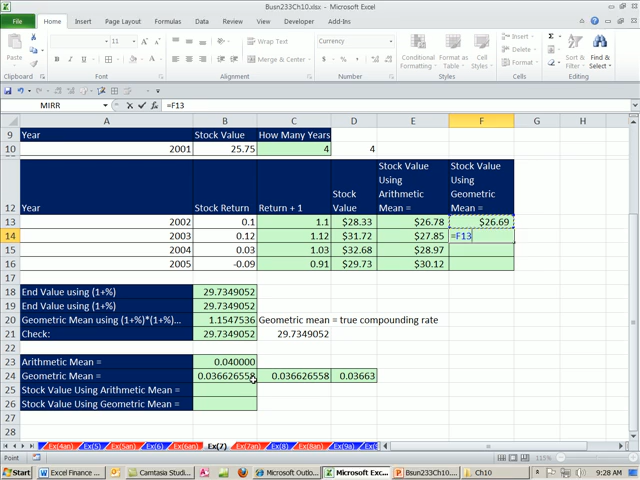 Busn233Ch10.xlsx - Microsoft Excel
File Home Insert Page Layout Formulas Data Review View Developer Add-Ins
Paste 11 Wrap Text Currency Conditional Formatting Format as Table Cell Styles Insert Delete Format Sort & Filter Find & Select
Merge & Center
Clipboard Font Alignment Number Styles Cells Editing
MIRR =F13
A B C D E F G H
9 Year Stock Value How Many Years
10 2001 25.75 4 4
12 Year Stock Return Return + 1 Stock Value Stock Value Using Arithmetic Mean = Stock Value Using Geometric Mean =
13 2002 0.1 1.1 $28.33 $26.78 $26.69
14 2003 0.12 1.12 $31.72 $27.85 =F13
15 2004 0.03 1.03 $32.68 $28.97
16 2005 -0.09 0.91 $29.73 $30.12
17
18 End Value using (1+%) 29.7349052
19 End Value using (1+%) 29.7349052
20 Geometric Mean using (1+%)*(1+%)... 1.1547536 Geometric mean = true compounding rate
21 Check: 29.7349052 29.7349052
22
23 Arithmetic Mean = 0.040000
24 Geometric Mean = 0.036626558 0.036626558 0.03663
25 Stock Value Using Arithmetic Mean =
26 Stock Value Using Geometric Mean =
27
28
Ex(4an) Ex(5) Ex(5an) Ex(6) Ex(6an) Ex(7) Ex(7an) Ex(8) Ex(8an) Ex(9a)
Point 115%
Start Excel Finance ... Camtasia Studi... Microsoft Outlo... Microsoft Exc... Busn233Ch10.... Ch10 9:28 AM